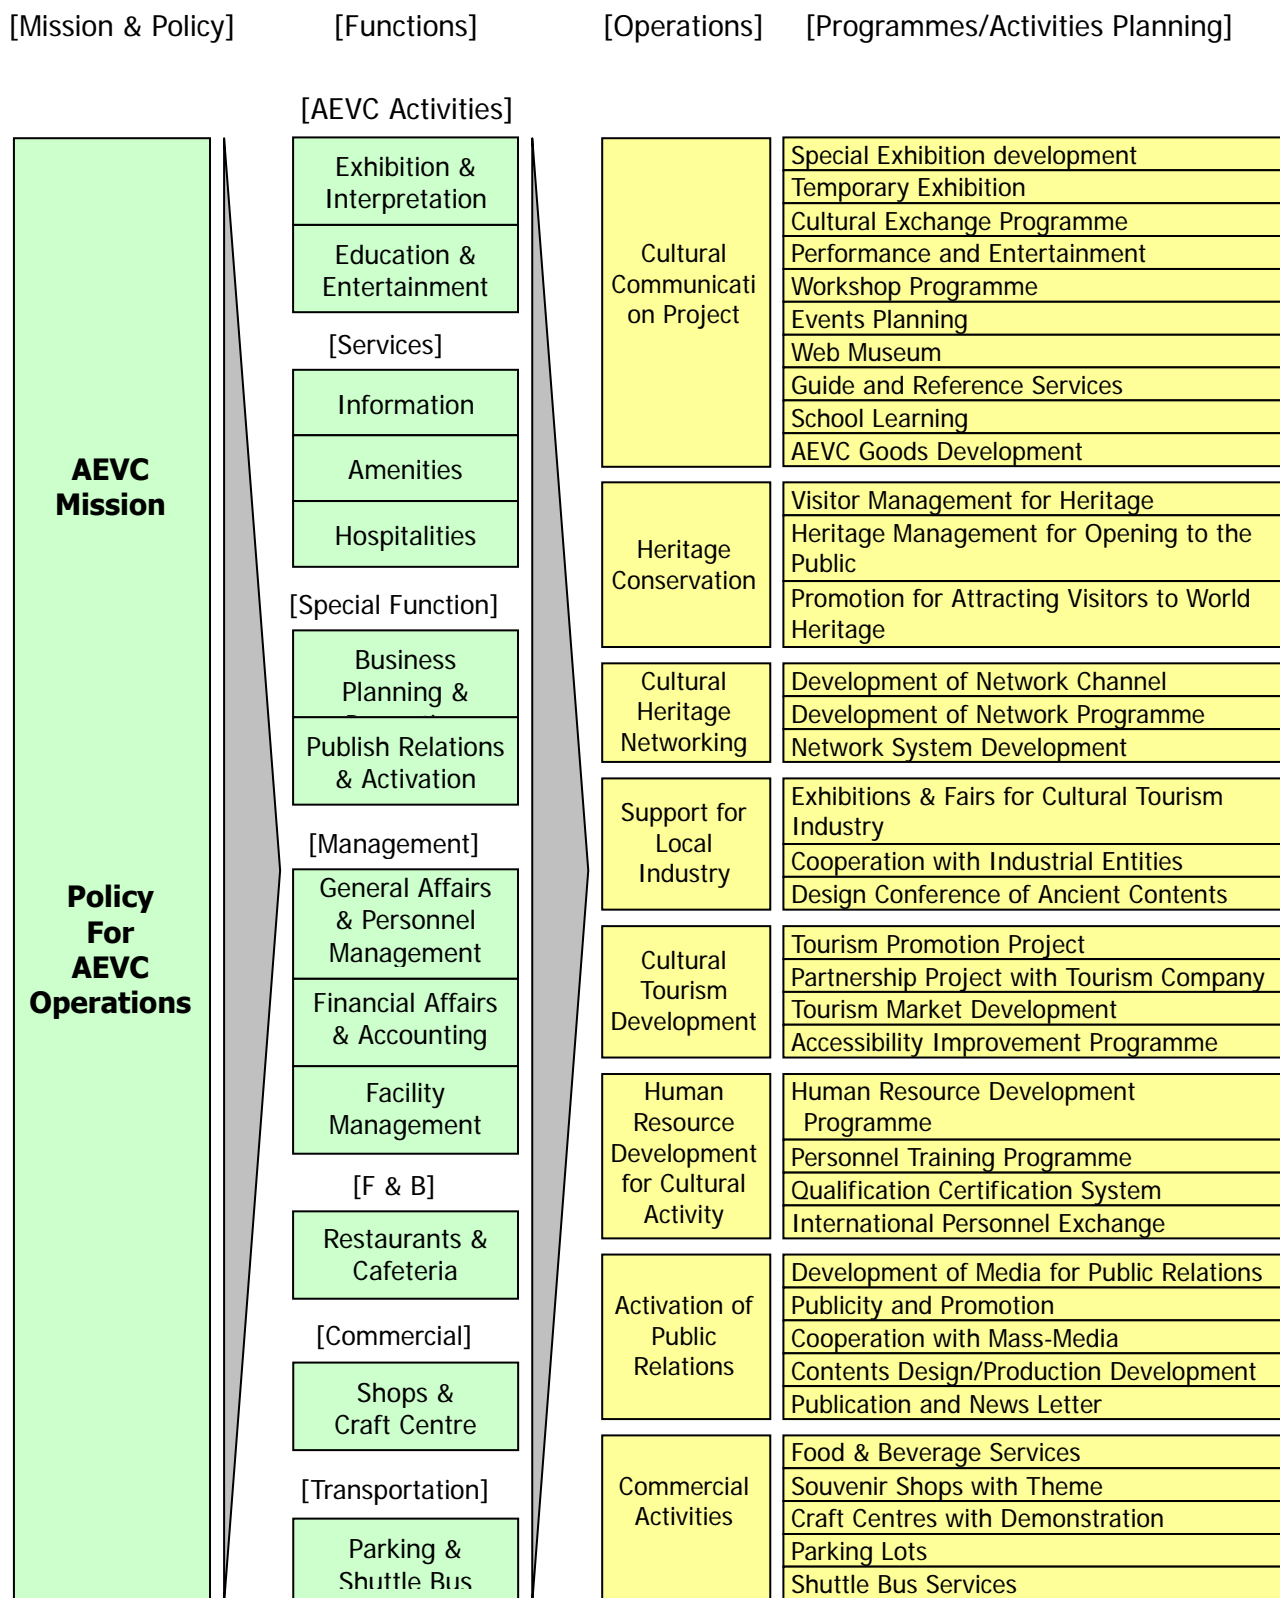 [Mission & Policy]
[Functions]
[Operations]
[Programmes/Activities Planning]
AEVC
Mission
Policy
For
AEVC
Operations
[AEVC Activities]
Exhibition &
Interpretation
Education &
Entertainment
[Services]
Information
Amenities
Hospitalities
[Special Function]
Business
Planning &
Publish Relations
& Activation
[Management]
General Affairs
& Personnel
Management
Financial Affairs
& Accounting
Facility
Management
[F & B]
Restaurants &
Cafeteria
[Commercial]
Shops &
Craft Centre
[Transportation]
Parking &
Shuttle Bus
Cultural
Communicati
on Project
Special Exhibition development
Temporary Exhibition
Cultural Exchange Programme
Performance and Entertainment
Workshop Programme
Events Planning
Web Museum
Guide and Reference Services
School Learning
AEVC Goods Development
Heritage
Conservation
Visitor Management for Heritage
Heritage Management for Opening to the
Public
Promotion for Attracting Visitors to World
Heritage
Cultural
Heritage
Networking
Development of Network Channel
Development of Network Programme
Network System Development
Support for
Local
Industry
Exhibitions & Fairs for Cultural Tourism
Industry
Cooperation with Industrial Entities
Design Conference of Ancient Contents
Cultural
Tourism
Development
Tourism Promotion Project
Partnership Project with Tourism Company
Tourism Market Development
Accessibility Improvement Programme
Human
Resource
Development
for Cultural
Activity
Human Resource Development
Programme
Personnel Training Programme
Qualification Certification System
International Personnel Exchange
Activation of
Public
Relations
Development of Media for Public Relations
Publicity and Promotion
Cooperation with Mass-Media
Contents Design/Production Development
Publication and News Letter
Commercial
Activities
Food & Beverage Services
Souvenir Shops with Theme
Craft Centres with Demonstration
Parking Lots
Shuttle Bus Services